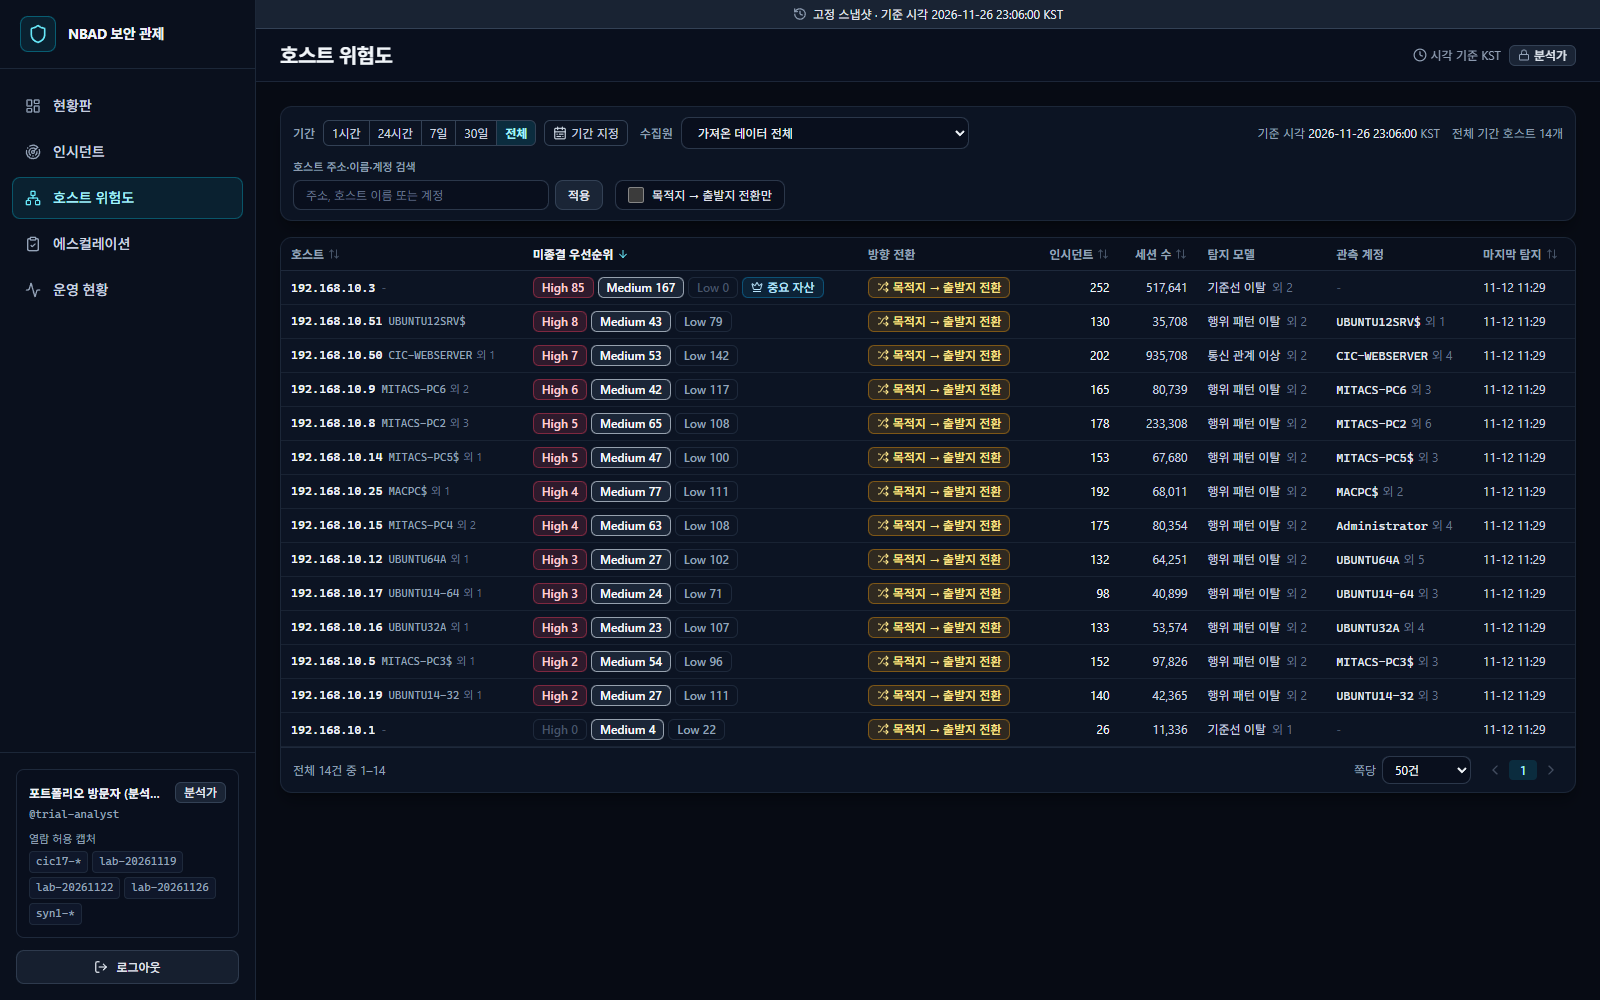 NBAD 보안 관제
현황판
인시던트
호스트 위험도
에스컬레이션
운영 현황
포트폴리오 방문자 (분석... 분석가
@trial-analyst
열람 허용 캡처
cic17-* lab-20261119
lab-20261122 lab-20261126
syn1-*
로그아웃
고정 스냅샷 · 기준 시각 2026-11-26 23:06:00 KST
호스트 위험도
시각 기준 KST 분석가
기간 1시간 24시간 7일 30일 전체 기간 지정 수집원 가져온 데이터 전체 기준 시각 2026-11-26 23:06:00 KST 전체 기간 호스트 14개
호스트 주소·이름·계정 검색
주소, 호스트 이름 또는 계정 적용 목적지 → 출발지 전환만
호스트 미종결 우선순위 방향 전환 인시던트 세션 수 탐지 모델 관측 계정 마지막 탐지
192.168.10.3 - High 85 Medium 167 Low 0 중요 자산 목적지 → 출발지 전환 252 517,641 기준선 이탈 외 2 - 11-12 11:29
192.168.10.51 UBUNTU12SRV$ High 8 Medium 43 Low 79 목적지 → 출발지 전환 130 35,708 행위 패턴 이탈 외 2 UBUNTU12SRV$ 외 1 11-12 11:29
192.168.10.50 CIC-WEBSERVER 외 1 High 7 Medium 53 Low 142 목적지 → 출발지 전환 202 935,708 통신 관계 이상 외 2 CIC-WEBSERVER 외 4 11-12 11:29
192.168.10.9 MITACS-PC6 외 2 High 6 Medium 42 Low 117 목적지 → 출발지 전환 165 80,739 행위 패턴 이탈 외 2 MITACS-PC6 외 3 11-12 11:29
192.168.10.8 MITACS-PC2 외 3 High 5 Medium 65 Low 108 목적지 → 출발지 전환 178 233,308 행위 패턴 이탈 외 2 MITACS-PC2 외 6 11-12 11:29
192.168.10.14 MITACS-PC5$ 외 1 High 5 Medium 47 Low 100 목적지 → 출발지 전환 153 67,680 행위 패턴 이탈 외 2 MITACS-PC5$ 외 3 11-12 11:29
192.168.10.25 MACPC$ 외 1 High 4 Medium 77 Low 111 목적지 → 출발지 전환 192 68,011 행위 패턴 이탈 외 2 MACPC$ 외 2 11-12 11:29
192.168.10.15 MITACS-PC4 외 2 High 4 Medium 63 Low 108 목적지 → 출발지 전환 175 80,354 행위 패턴 이탈 외 2 Administrator 외 4 11-12 11:29
192.168.10.12 UBUNTU64A 외 1 High 3 Medium 27 Low 102 목적지 → 출발지 전환 132 64,251 행위 패턴 이탈 외 2 UBUNTU64A 외 5 11-12 11:29
192.168.10.17 UBUNTU14-64 외 1 High 3 Medium 24 Low 71 목적지 → 출발지 전환 98 40,899 행위 패턴 이탈 외 2 UBUNTU14-64 외 3 11-12 11:29
192.168.10.16 UBUNTU32A 외 1 High 3 Medium 23 Low 107 목적지 → 출발지 전환 133 53,574 행위 패턴 이탈 외 2 UBUNTU32A 외 4 11-12 11:29
192.168.10.5 MITACS-PC3$ 외 1 High 2 Medium 54 Low 96 목적지 → 출발지 전환 152 97,826 행위 패턴 이탈 외 2 MITACS-PC3$ 외 3 11-12 11:29
192.168.10.19 UBUNTU14-32 외 1 High 2 Medium 27 Low 111 목적지 → 출발지 전환 140 42,365 행위 패턴 이탈 외 2 UBUNTU14-32 외 3 11-12 11:29
192.168.10.1 - High 0 Medium 4 Low 22 목적지 → 출발지 전환 26 11,336 기준선 이탈 외 1 - 11-12 11:29
전체 14건 중 1–14 쪽당 50건 1